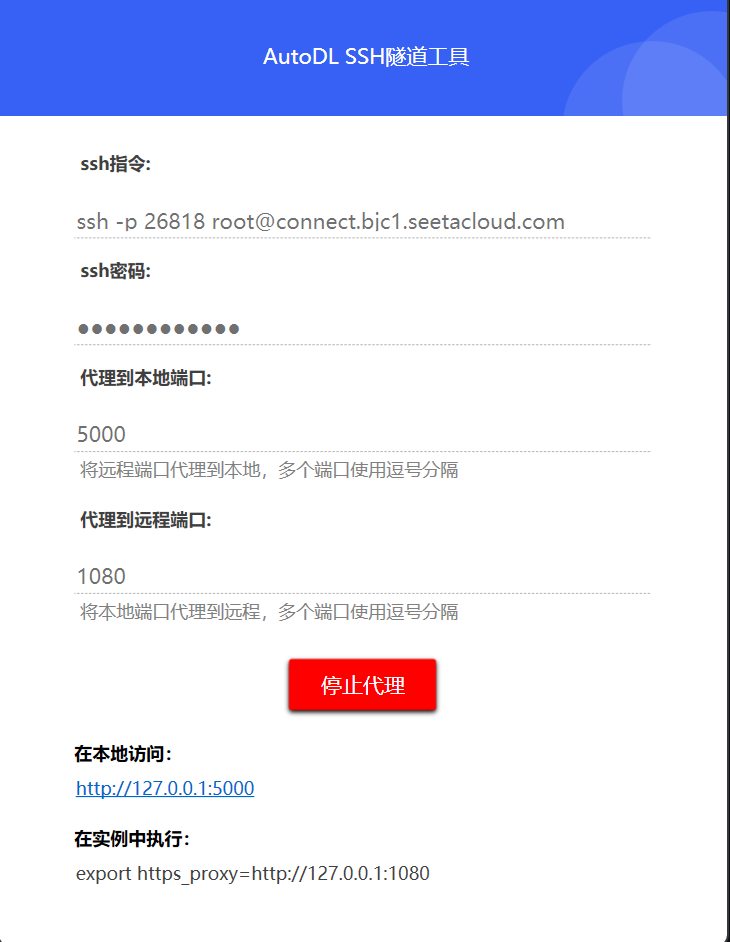 AutoDL SSH隧道工具
ssh指令:
ssh -p 26818 root@connect.bjc1.seetacloud.com
ssh密码:
●●●●●●●●●●●●
代理到本地端口:
5000
将远程端口代理到本地，多个端口使用逗号分隔
代理到远程端口:
1080
将本地端口代理到远程，多个端口使用逗号分隔
停止代理
在本地访问：
http://127.0.0.1:5000
在实例中执行：
export https_proxy=http://127.0.0.1:1080